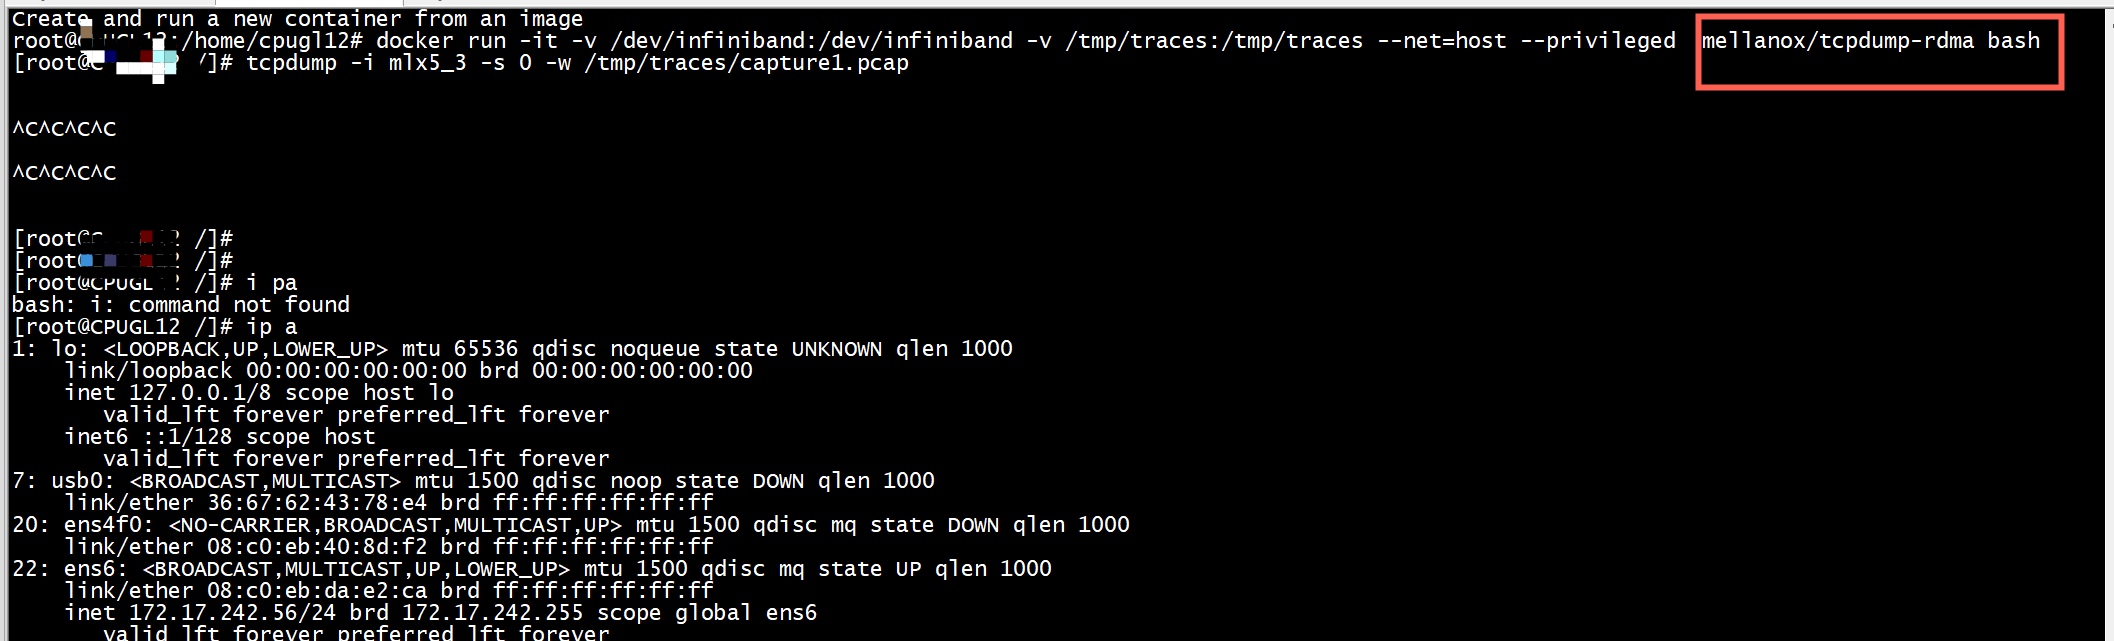 Create and run a new container from an image
root@CPUGL12:/home/cpugl12# docker run -it -v /dev/infiniband:/dev/infiniband -v /tmp/traces:/tmp/traces --net=host --privileged mellanox/tcpdump-rdma bash
[root@C /]# tcpdump -i mlx5_3 -s 0 -w /tmp/traces/capture1.pcap
^C^C^C^C
^C^C^C^C
[root@C 2 /]#
[root@ 2 /]#
[root@CPUGL12 /]# i pa
bash: i: command not found
[root@CPUGL12 /]# ip a
1: lo: <LOOPBACK,UP,LOWER_UP> mtu 65536 qdisc noqueue state UNKNOWN qlen 1000
link/loopback 00:00:00:00:00:00 brd 00:00:00:00:00:00
inet 127.0.0.1/8 scope host lo
valid_lft forever preferred_lft forever
inet6 ::1/128 scope host
valid_lft forever preferred_lft forever
7: usb0: <BROADCAST,MULTICAST> mtu 1500 qdisc noop state DOWN qlen 1000
link/ether 36:67:62:43:78:e4 brd ff:ff:ff:ff:ff:ff
20: ens4f0: <NO-CARRIER,BROADCAST,MULTICAST,UP> mtu 1500 qdisc mq state DOWN qlen 1000
link/ether 08:c0:eb:40:8d:f2 brd ff:ff:ff:ff:ff:ff
22: ens6: <BROADCAST,MULTICAST,UP,LOWER_UP> mtu 1500 qdisc mq state UP qlen 1000
link/ether 08:c0:eb:da:e2:ca brd ff:ff:ff:ff:ff:ff
inet 172.17.242.56/24 brd 172.17.242.255 scope global ens6
valid_lft forever preferred_lft forever